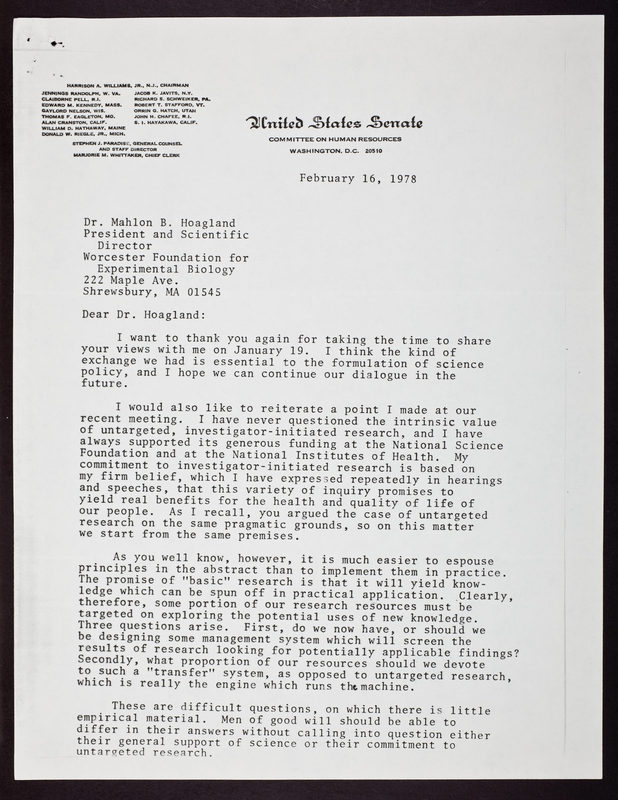 HARRISON A. WILLIAMS, JR., N.J., CHAIRMAN
JENNINGS RANDOLPH, W. VA. JACOB K. JAVITS, N.Y.
CLAIBORNE PELL, R.I. RICHARD S. SCHWEIKER, PA.
EDWARD M. KENNEDY, MASS. ROBERT T. STAFFORD, VT.
GAYLORD NELSON, WIS. ORRIN G. HATCH, UTAH
THOMAS F. EAGLETON, MO. JOHN H. CHAFEE, R.I.
ALAN CRANSTON, CALIF. S. I. HAYAKAWA, CALIF.
WILLIAM D. HATHAWAY, MAINE
DONALD W. RIEGLE, JR., MICH.
STEPHEN J. PARADISE, GENERAL COUNSEL
AND STAFF DIRECTOR
MARJORIE M. WHITTAKER, CHIEF CLERK
United States Senate
COMMITTEE ON HUMAN RESOURCES
WASHINGTON, D.C. 20510
February 16, 1978
Dr. Mahlon B. Hoagland
President and Scientific
Director
Worcester Foundation for
Experimental Biology
222 Maple Ave.
Shrewsbury, MA 01545
Dear Dr. Hoagland:
I want to thank you again for taking the time to share
your views with me on January 19. I think the kind of
exchange we had is essential to the formulation of science
policy, and I hope we can continue our dialogue in the
future.
I would also like to reiterate a point I made at our
recent meeting. I have never questioned the intrinsic value
of untargeted, investigator-initiated research, and I have
always supported its generous funding at the National Science
Foundation and at the National Institutes of Health. My
commitment to investigator-initiated research is based on
my firm belief, which I have expressed repeatedly in hearings
and speeches, that this variety of inquiry promises to
yield real benefits for the health and quality of life of
our people. As I recall, you argued the case of untargeted
research on the same pragmatic grounds, so on this matter
we start from the same premises.
As you well know, however, it is much easier to espouse
principles in the abstract than to implement them in practice.
The promise of "basic" research is that it will yield know-
ledge which can be spun off in practical application. Clearly,
therefore, some portion of our research resources must be
targeted on exploring the potential uses of new knowledge.
Three questions arise. First, do we now have, or should we
be designing some management system which will screen the
results of research looking for potentially applicable findings?
Secondly, what proportion of our resources should we devote
to such a "transfer" system, as opposed to untargeted research,
which is really the engine which runs the machine.
These are difficult questions, on which there is little
empirical material. Men of good will should be able to
differ in their answers without calling into question either
their general support of science or their commitment to
untargeted research.